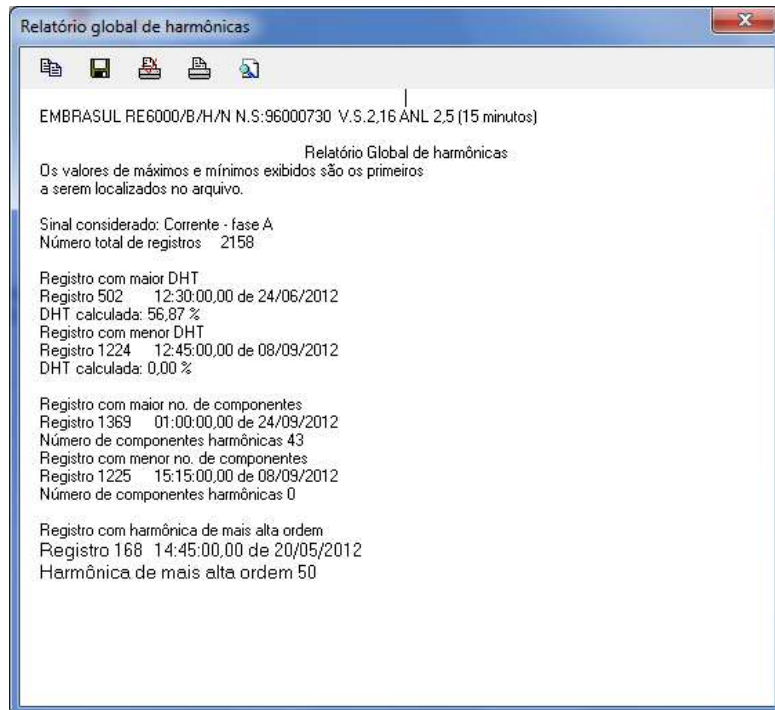 Relatório global de harmônicas
EMBRASUL RE6000/B/H/N N.S:96000730 V.S.2,16 ANL 2,5 (15 minutos)
Relatório Global de harmônicas
Os valores de máximos e mínimos exibidos são os primeiros
a serem localizados no arquivo.
Sinal considerado: Corrente - fase A
Número total de registros 2158
Registro com maior DHT
Registro 502 12:30:00,00 de 24/06/2012
DHT calculada: 56,87 %
Registro com menor DHT
Registro 1224 12:45:00,00 de 08/09/2012
DHT calculada: 0,00 %
Registro com maior no. de componentes
Registro 1369 01:00:00,00 de 24/09/2012
Número de componentes harmônicas 43
Registro com menor no. de componentes
Registro 1225 15:15:00,00 de 08/09/2012
Número de componentes harmônicas 0
Registro com harmônica de mais alta ordem
Registro 168 14:45:00,00 de 20/05/2012
Harmônica de mais alta ordem 50